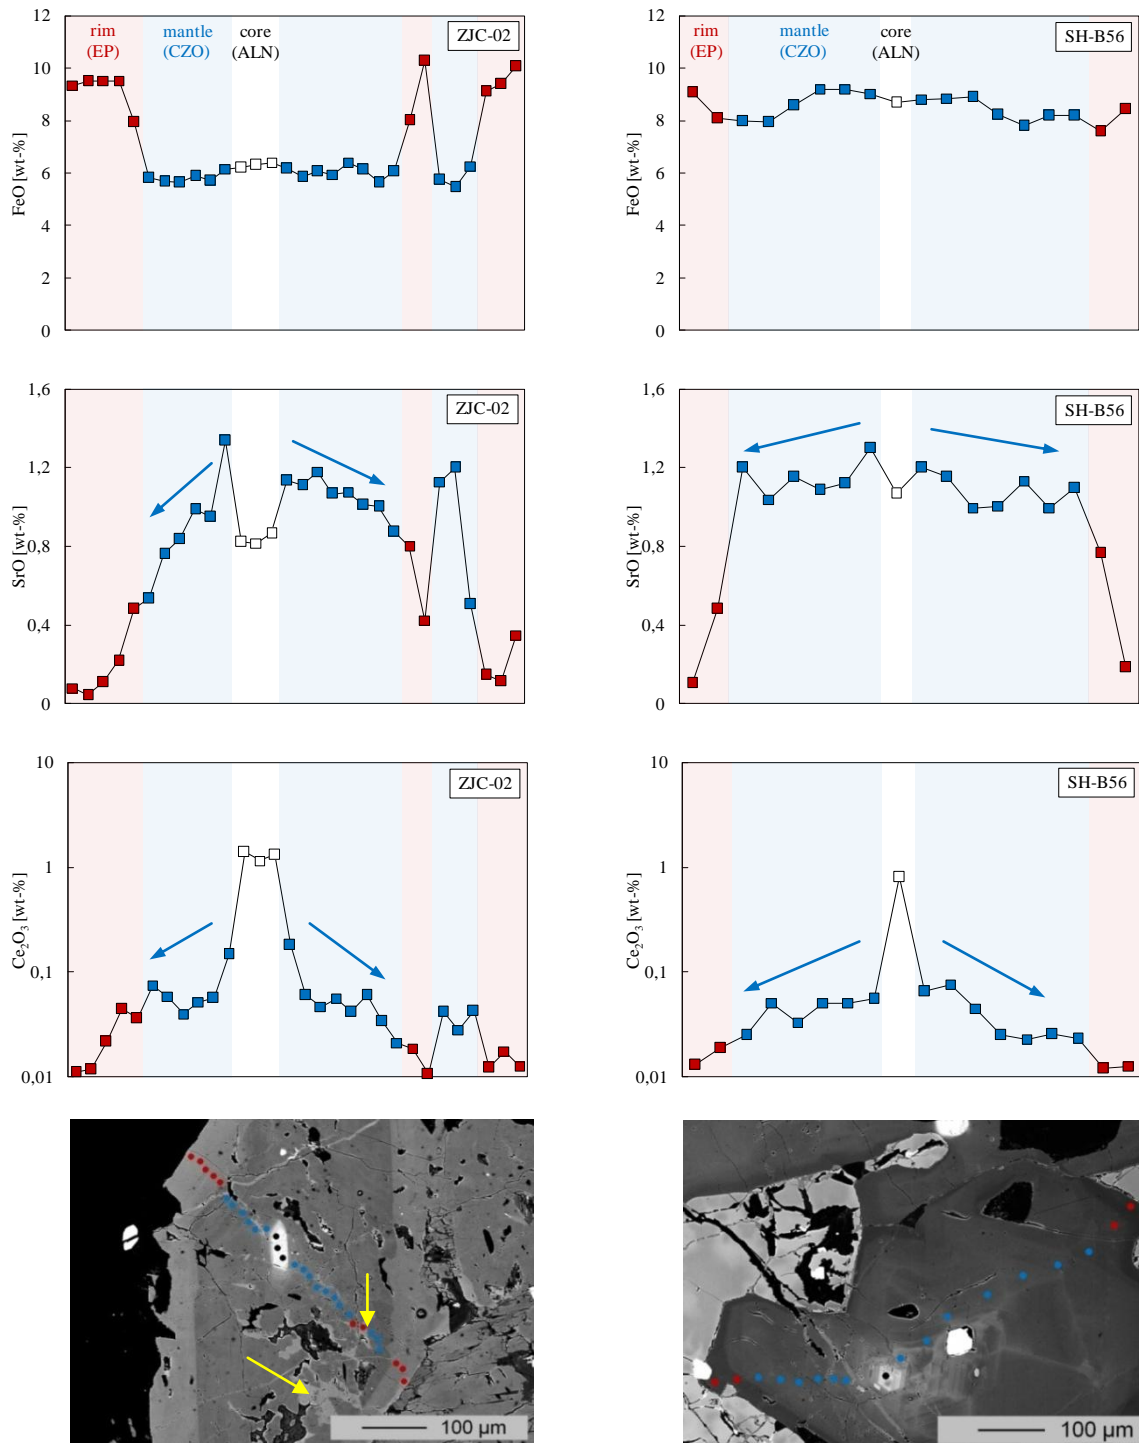 12
10
8
6
4
2
0
FeO [wt-%]
rim
(EP)
mantle
(CZO)
core
(ALN)
ZJC-02
12
10
8
6
4
2
0
FeO [wt-%]
rim
(EP)
mantle
(CZO)
core
(ALN)
SH-B56
1,6
1,2
0,8
0,4
0
SrO [wt-%]
ZJC-02
1,6
1,2
0,8
0,4
0
SrO [wt-%]
SH-B56
10
1
0,1
0,01
Ce₂O₃ [wt-%]
ZJC-02
10
1
0,1
0,01
Ce₂O₃ [wt-%]
SH-B56
100 µm
100 µm